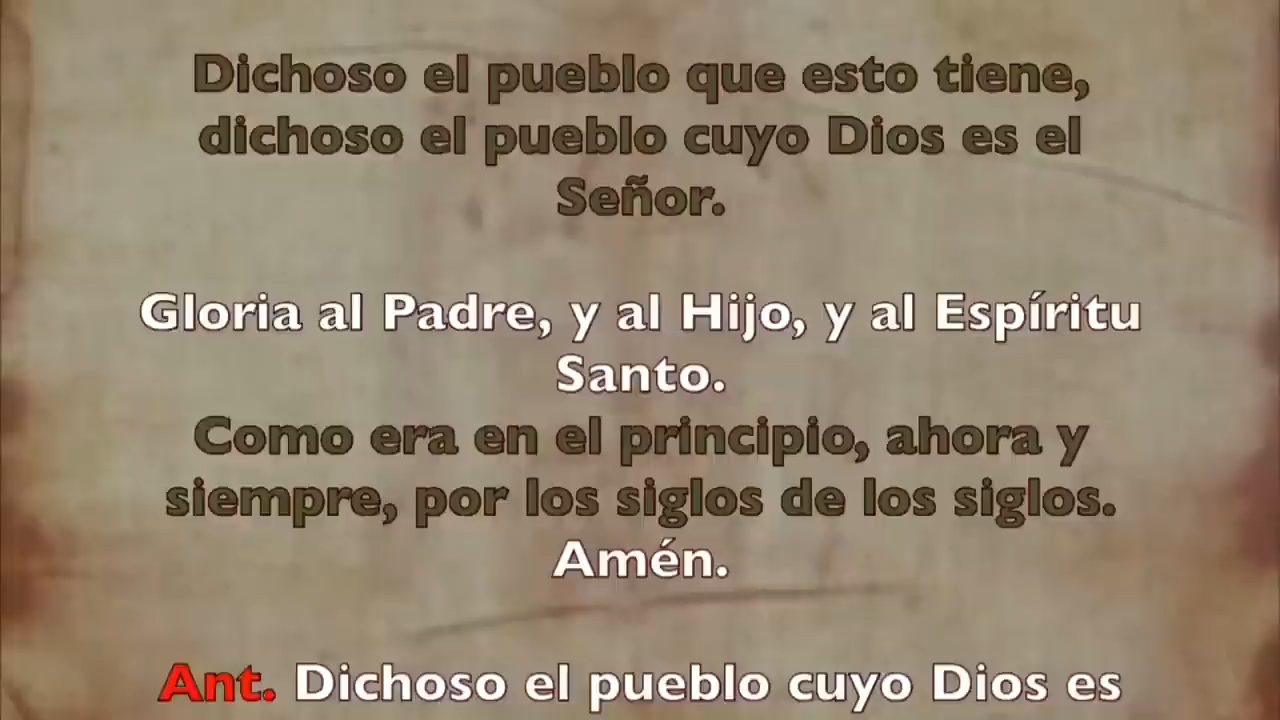 Dichoso el pueblo que esto tiene,
dichoso el pueblo cuyo Dios es el
Señor.
Gloria al Padre, y al Hijo, y al Espíritu
Santo.
Como era en el principio, ahora y
siempre, por los siglos de los siglos.
Amén.
Ant. Dichoso el pueblo cuyo Dios es